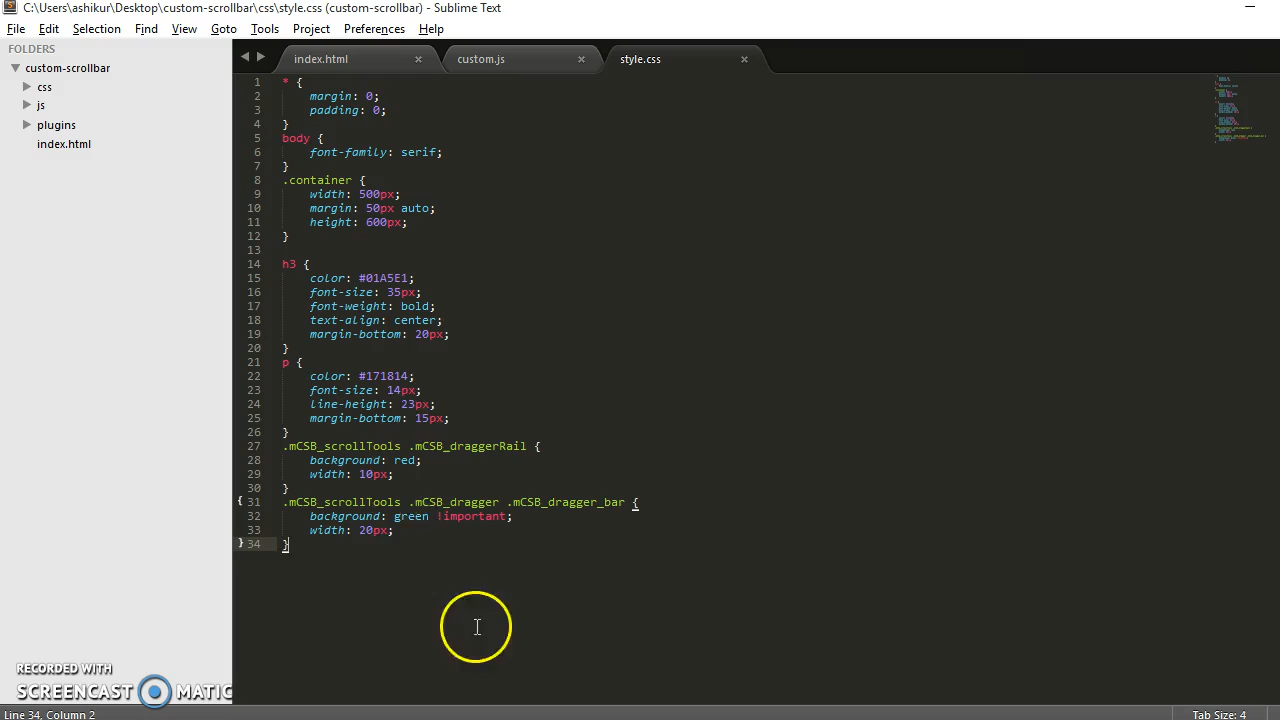 C:\Users\ashikur\Desktop\custom-scrollbar\css\style.css (custom-scrollbar) - Sublime Text
File Edit Selection Find View Goto Tools Project Preferences Help
FOLDERS
custom-scrollbar
css
js
plugins
index.html
index.html custom.js style.css
1 * {
2 margin: 0;
3 padding: 0;
4 }
5 body {
6 font-family: serif;
7 }
8 .container {
9 width: 500px;
10 margin: 50px auto;
11 height: 600px;
12 }
13
14 h3 {
15 color: #01A5E1;
16 font-size: 35px;
17 font-weight: bold;
18 text-align: center;
19 margin-bottom: 20px;
20 }
21 p {
22 color: #171814;
23 font-size: 14px;
24 line-height: 23px;
25 margin-bottom: 15px;
26 }
27 .mCSB_scrollTools .mCSB_draggerRail {
28 background: red;
29 width: 10px;
30 }
31 .mCSB_scrollTools .mCSB_dragger .mCSB_dragger_bar {
32 background: green !important;
33 width: 20px;
34 }
RECORDED WITH
SCREENCAST MATIC
Line 34, Column 2
Tab Size: 4